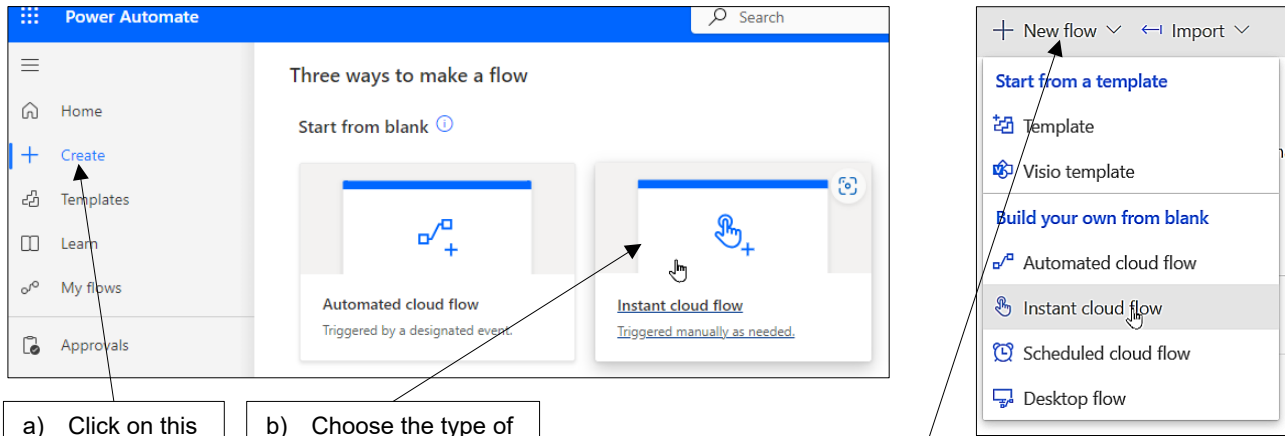 Power Automate
Search
Three ways to make a flow
Home
Start from blank
Create
Templates
Learn
My flows
Approvals
Automated cloud flow
Triggered by a designated event.
Instant cloud flow
Triggered manually as needed.
a) Click on this
b) Choose the type of
New flow
Import
Start from a template
Template
Visio template
Build your own from blank
Automated cloud flow
Instant cloud flow
Scheduled cloud flow
Desktop flow